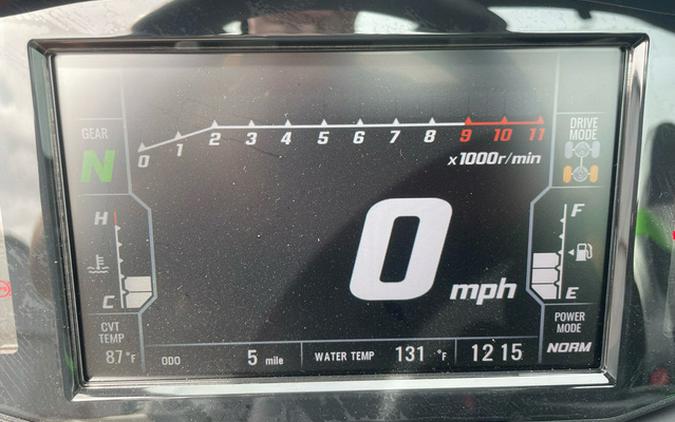 GEAR
N
0 1 2 3 4 5 6 7 8 9 10 11
x1000r/min
DRIVE
MODE
H
C
0 mph
F
E
CVT
TEMP
87°F
ODO 5 mile
WATER TEMP 131 °F
12 15
POWER
MODE
NORM